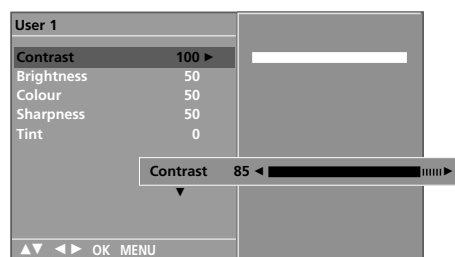 User 1
Contrast 100 ►
Brightness 50
Colour 50
Sharpness 50
Tint 0
Contrast 85 ◄ ►
▼
▲▼ ◄► OK MENU